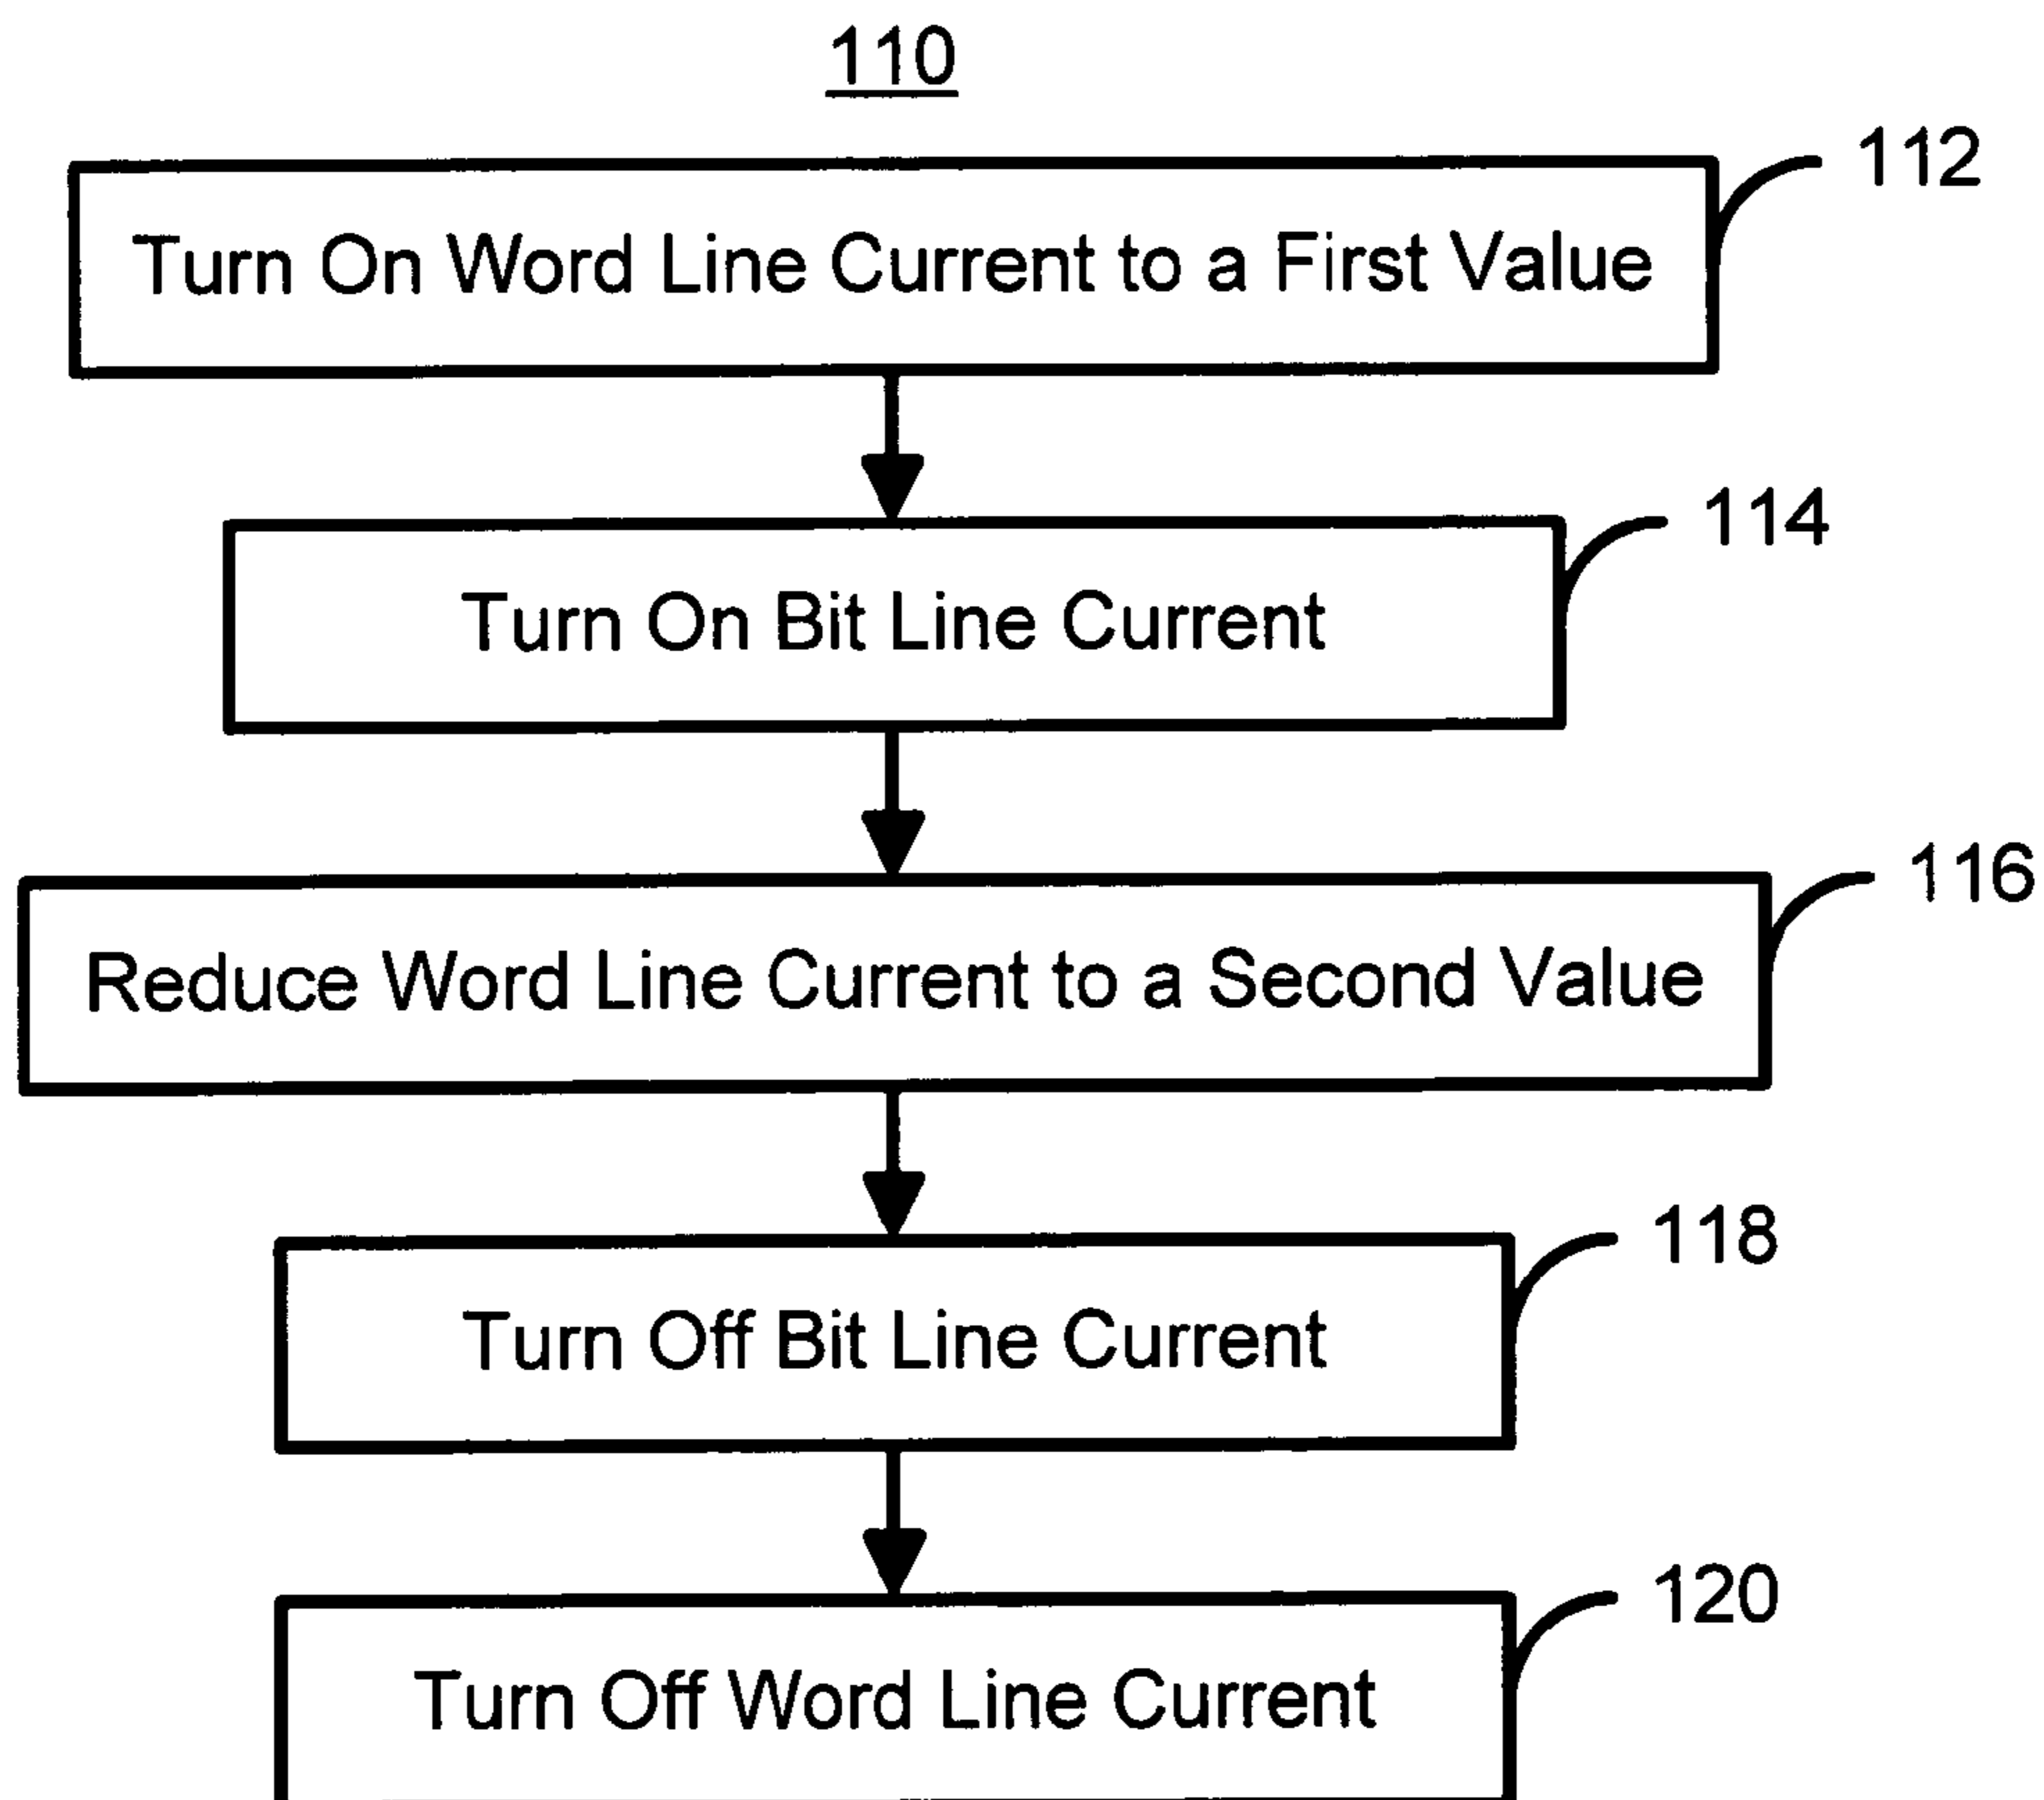 110
112
Turn On Word Line Current to a First Value
114
Turn On Bit Line Current
116
Reduce Word Line Current to a Second Value
118
Turn Off Bit Line Current
120
Turn Off Word Line Current